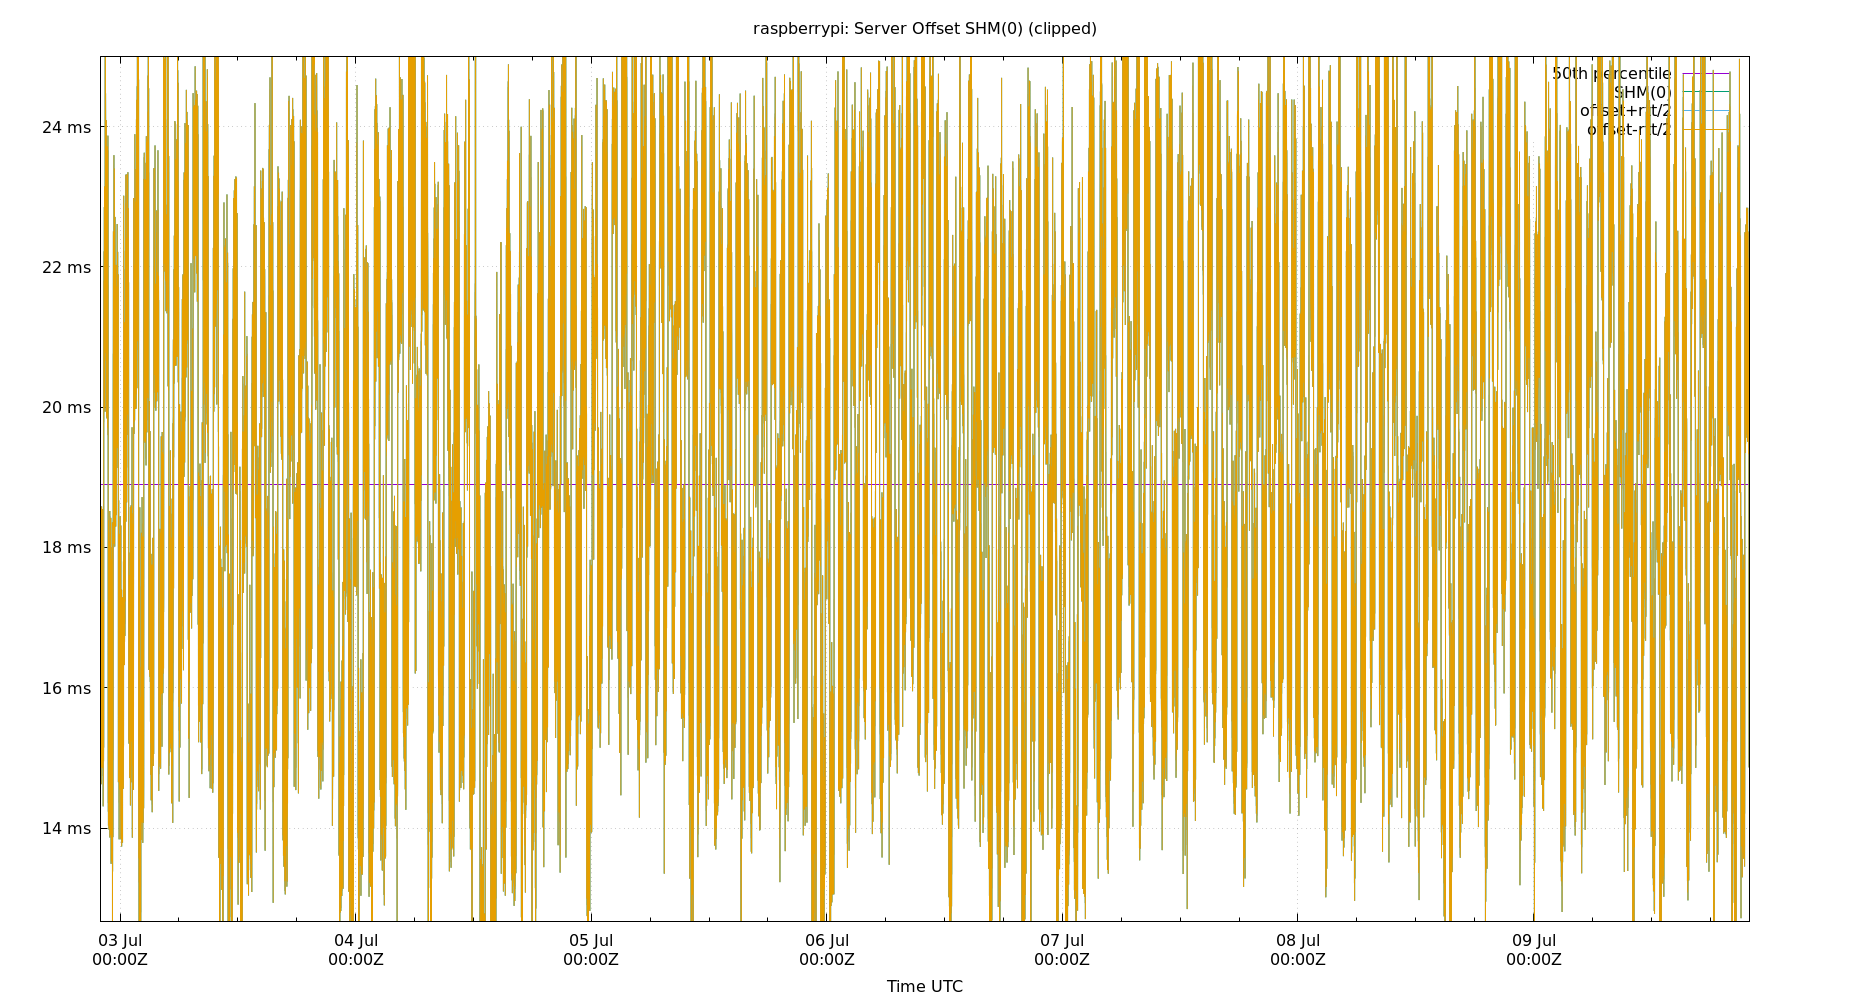 raspberrypi: Server Offset SHM(0) (clipped)
50th percentile
SHM(0)
offset+rtt/2
offset-rtt/2
24 ms
22 ms
20 ms
18 ms
16 ms
14 ms
03 Jul 04 Jul 05 Jul 06 Jul 07 Jul 08 Jul 09 Jul
00:00Z 00:00Z 00:00Z 00:00Z 00:00Z 00:00Z 00:00Z
Time UTC